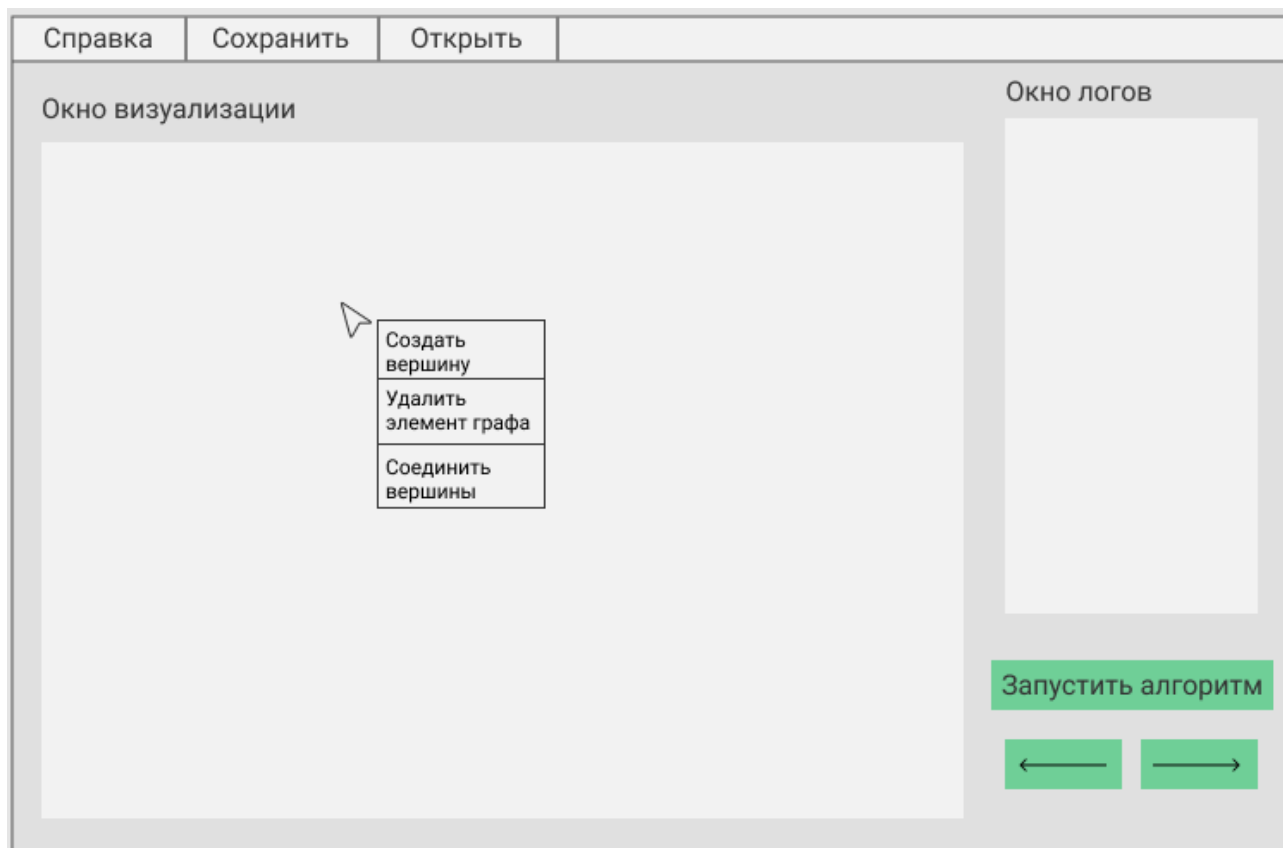 Справка Сохранить Открыть
Окно визуализации
Окно логов
Создать
вершину
Удалить
элемент графа
Соединить
вершины
Запустить алгоритм